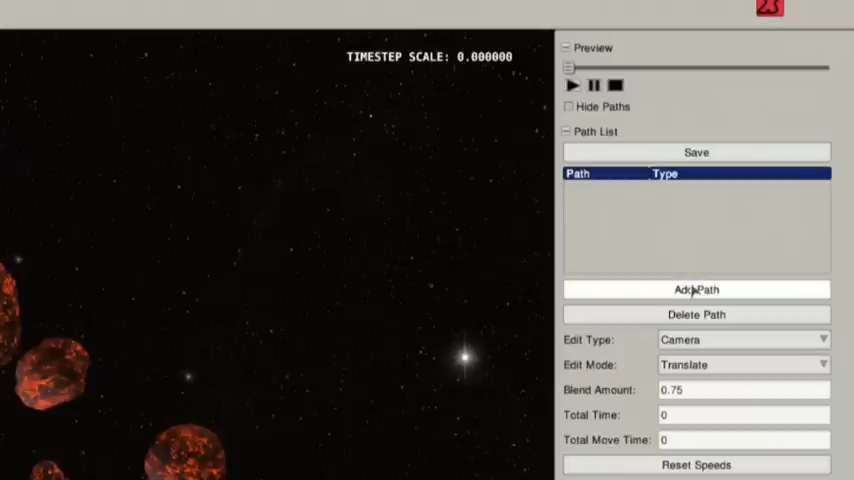 23
TIMESTEP SCALE: 0.000000
Preview
Hide Paths
Path List
Save
Path Type
Add Path
Delete Path
Edit Type: Camera
Edit Mode: Translate
Blend Amount: 0.75
Total Time: 0
Total Move Time: 0
Reset Speeds